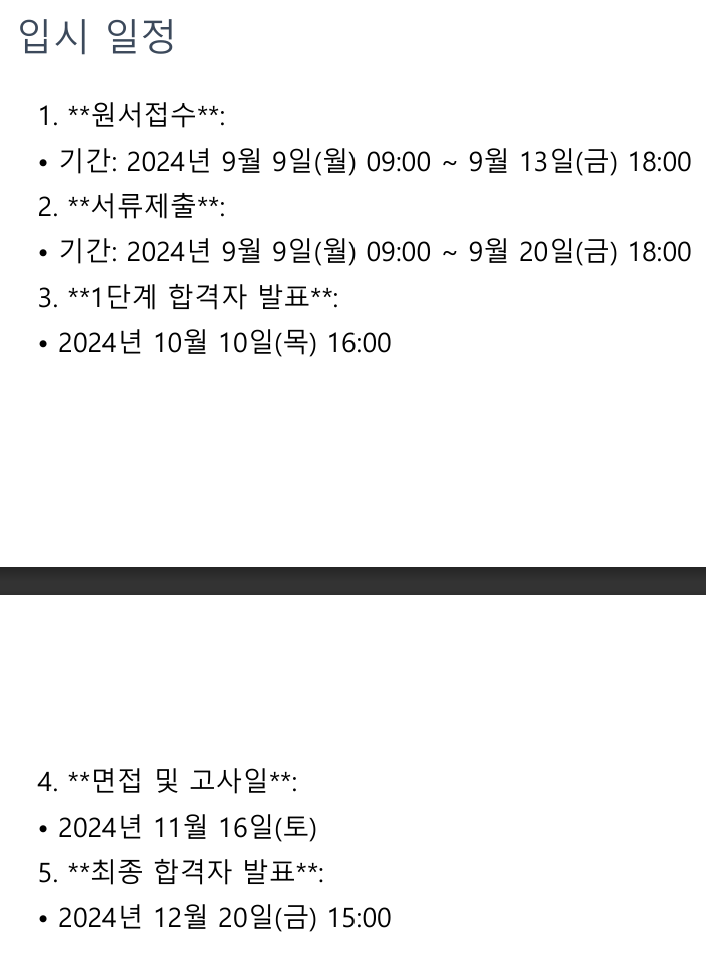 입시 일정
1. **원서접수**:
• 기간: 2024년 9월 9일(월) 09:00 ~ 9월 13일(금) 18:00
2. **서류제출**:
• 기간: 2024년 9월 9일(월) 09:00 ~ 9월 20일(금) 18:00
3. **1단계 합격자 발표**:
• 2024년 10월 10일(목) 16:00
4. **면접 및 고사일**:
• 2024년 11월 16일(토)
5. **최종 합격자 발표**:
• 2024년 12월 20일(금) 15:00